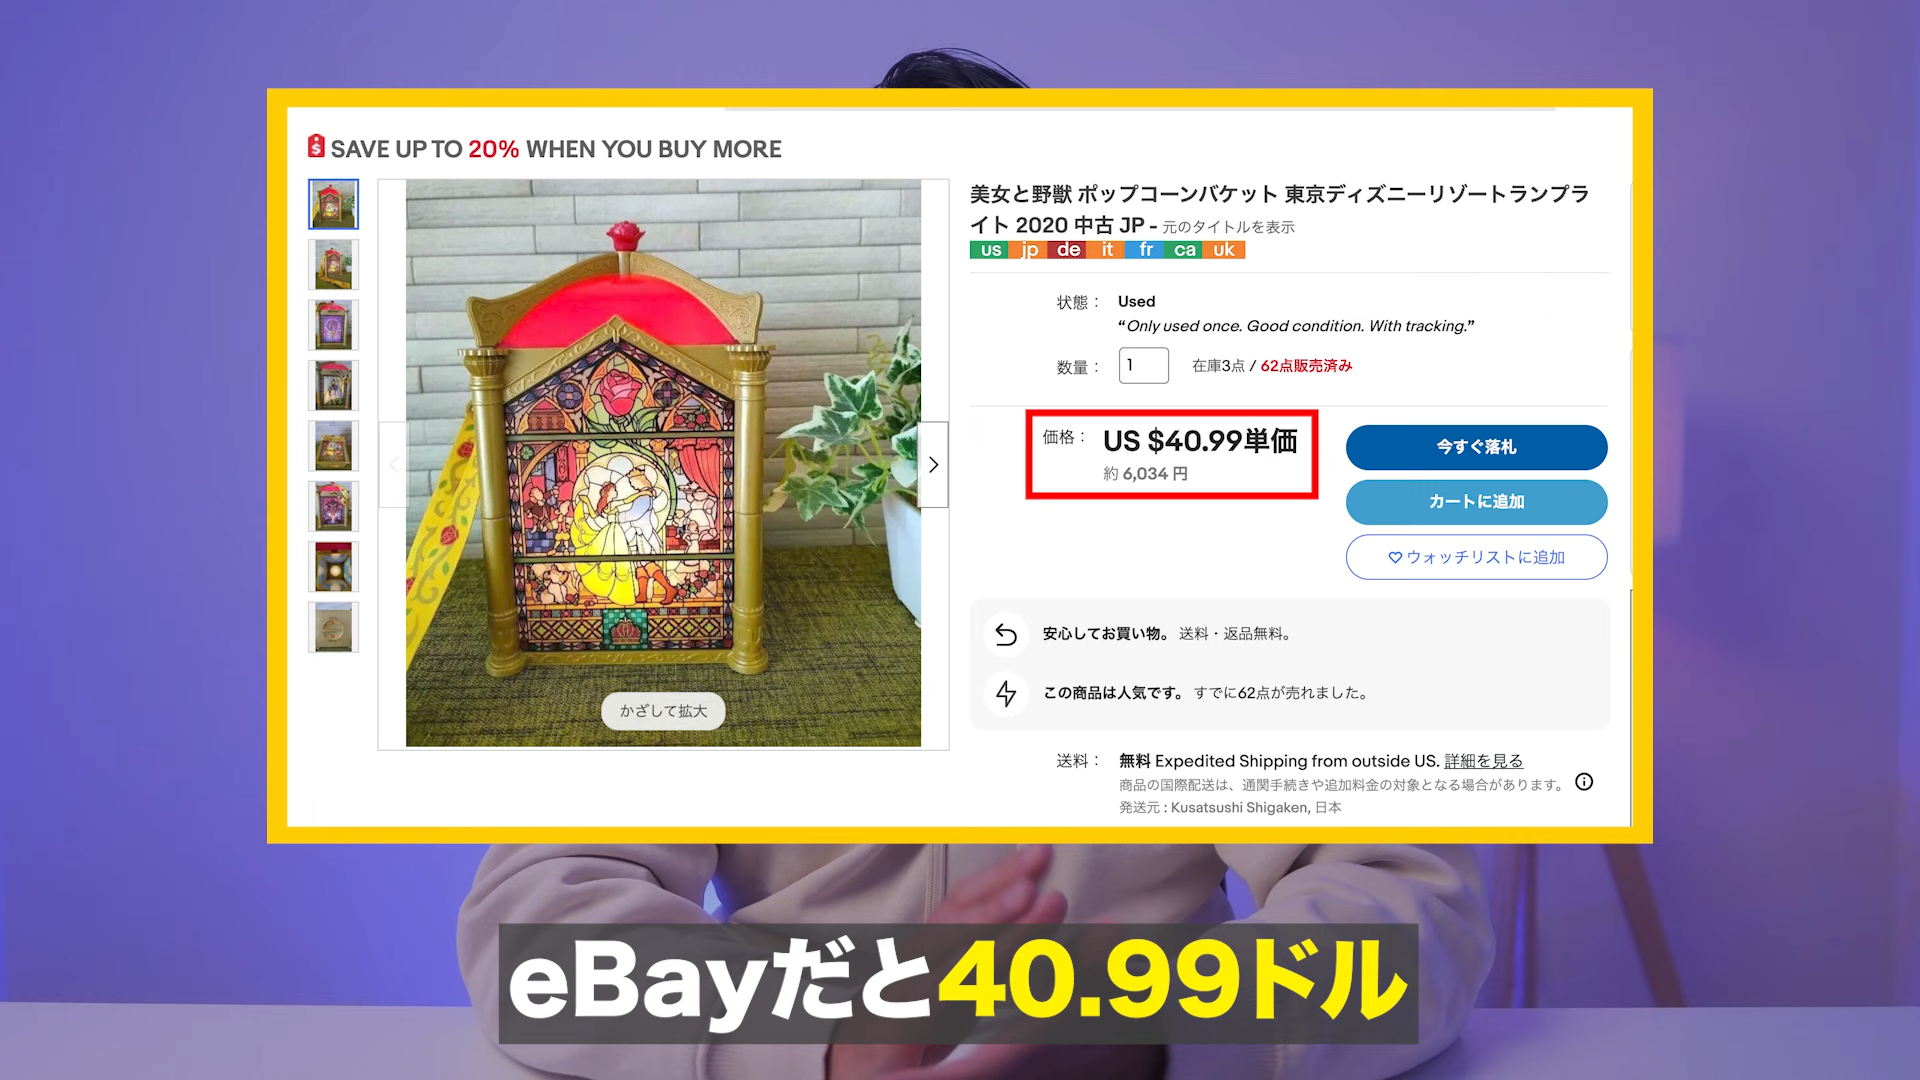 SAVE UP TO 20% WHEN YOU BUY MORE
美女と野獣 ポップコーンバケット 東京ディズニーリゾートランプラ
イト 2020 中古 JP - 元のタイトルを表示
us jp de it fr ca uk
状態： Used
“Only used once. Good condition. With tracking.”
数量： 1 在庫3点 / 62点販売済み
価格： US $40.99単価
約 6,034 円
今すぐ落札
カートに追加
ウォッチリストに追加
安心してお買い物。 送料・返品無料。
この商品は人気です。 すでに62点が売れました。
かざして拡大
送料： 無料 Expedited Shipping from outside US. 詳細を見る
商品の国際配送は、通関手続きや追加料金の対象となる場合があります。
発送元 : Kusatsushi Shigaken, 日本
eBayだと40.99ドル